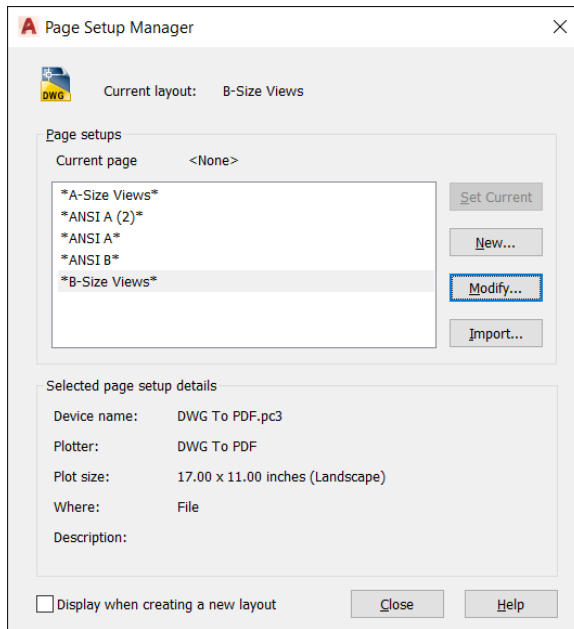 A Page Setup Manager
DWG Current layout: B-Size Views
Page setups
Current page <None>
*A-Size Views*
*ANSI A (2)*
*ANSI A*
*ANSI B*
*B-Size Views*
Set Current
New...
Modify...
Import...
Selected page setup details
Device name: DWG To PDF.pc3
Plotter: DWG To PDF
Plot size: 17.00 x 11.00 inches (Landscape)
Where: File
Description:
Display when creating a new layout Close Help